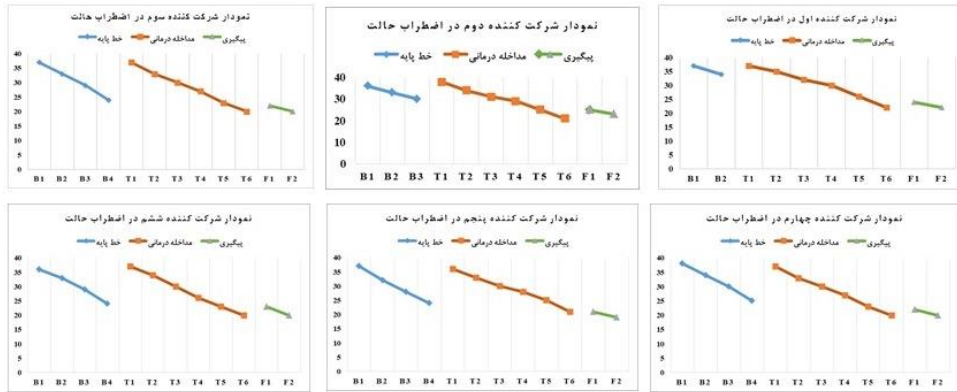 نمودار شرکت کننده سوم در اضطراب حالت
خط پایه مداخله درمانی پیگیری
40
35
30
25
20
15
10
5
0
B1 B2 B3 B4 T1 T2 T3 T4 T5 T6 F1 F2
نمودار شرکت کننده دوم در اضطراب حالت
خط پایه مداخله درمانی پیگیری
40
30
20
10
0
B1 B2 B3 T1 T2 T3 T4 T5 T6 F1 F2
نمودار شرکت کننده اول در اضطراب حالت
خط پایه مداخله درمانی پیگیری
40
35
30
25
20
15
10
5
0
B1 B2 T1 T2 T3 T4 T5 T6 F1 F2
نمودار شرکت کننده ششم در اضطراب حالت
خط پایه مداخله درمانی پیگیری
40
35
30
25
20
15
10
5
0
B1 B2 B3 B4 T1 T2 T3 T4 T5 T6 F1 F2
نمودار شرکت کننده پنجم در اضطراب حالت
خط پایه مداخله درمانی پیگیری
40
35
30
25
20
15
10
5
0
B1 B2 B3 B4 T1 T2 T3 T4 T5 T6 F1 F2
نمودار شرکت کننده چهارم در اضطراب حالت
خط پایه مداخله درمانی پیگیری
40
35
30
25
20
15
10
5
0
B1 B2 B3 B4 T1 T2 T3 T4 T5 T6 F1 F2